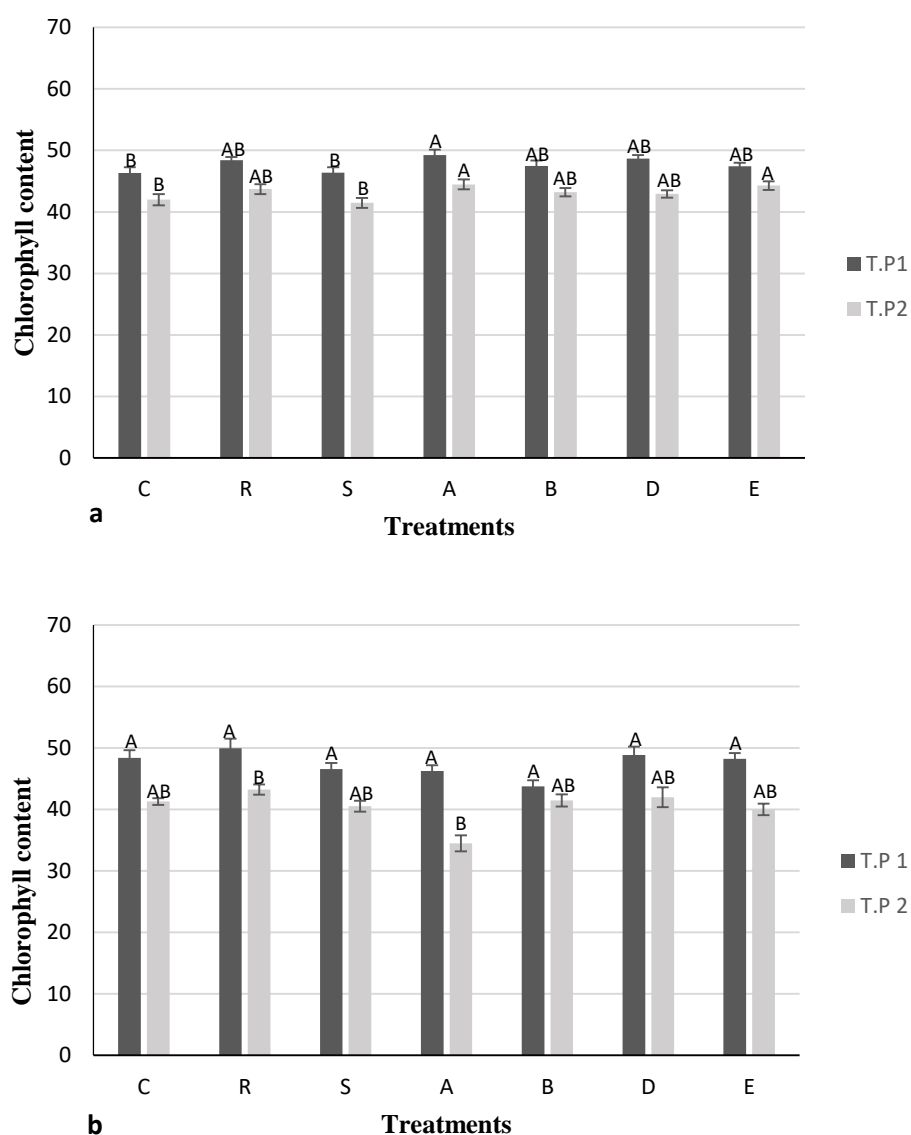 70
60
50
40
30
20
10
0
Chlorophyll content
B AB B A AB AB AB
B AB B A AB AB A
C R S A B D E
a
Treatments
T.P1
T.P2
70
60
50
40
30
20
10
0
Chlorophyll content
A A A A A A A
AB B AB B AB AB AB
C R S A B D E
b
Treatments
T.P 1
T.P 2